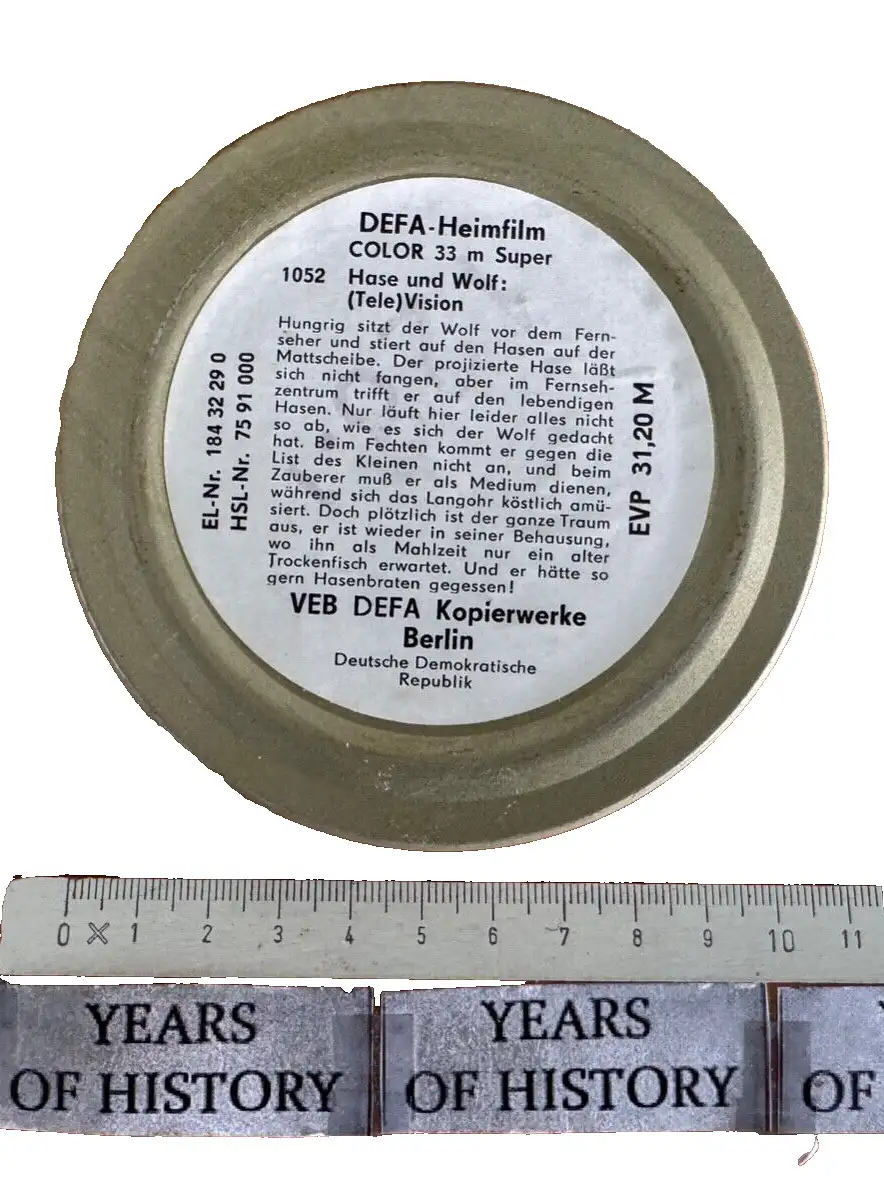 DEFA-Heimfilm
COLOR 33 m Super
1052 Hase und Wolf:
(Tele)Vision
Hungrig sitzt der Wolf vor dem Fern-
seher und stiert auf den Hasen auf der
Mattscheibe. Der projizierte Hase läßt
sich nicht fangen, aber im Fernseh-
zentrum trifft er auf den lebendigen
Hasen. Nur läuft hier leider alles nicht
so ab, wie es sich der Wolf gedacht
hat. Beim Fechten kommt er gegen die
List des Kleinen nicht an, und beim
Zauberer muß er als Medium dienen,
während sich das Langohr köstlich amü-
siert. Doch plötzlich ist der ganze Traum
aus, er ist wieder in seiner Behausung,
wo ihn als Mahlzeit nur ein alter
Trockenfisch erwartet. Und er hätte so
gern Hasenbraten gegessen!
VEB DEFA Kopierwerke
Berlin
Deutsche Demokratische
Republik
EL-Nr. 184 32 29 0
HSL-Nr. 75 91 000
EVP 31,20 M
0 1 2 3 4 5 6 7 8 9 10 11
YEARS
OF HISTORY
YEARS
OF HISTORY
Y
OF